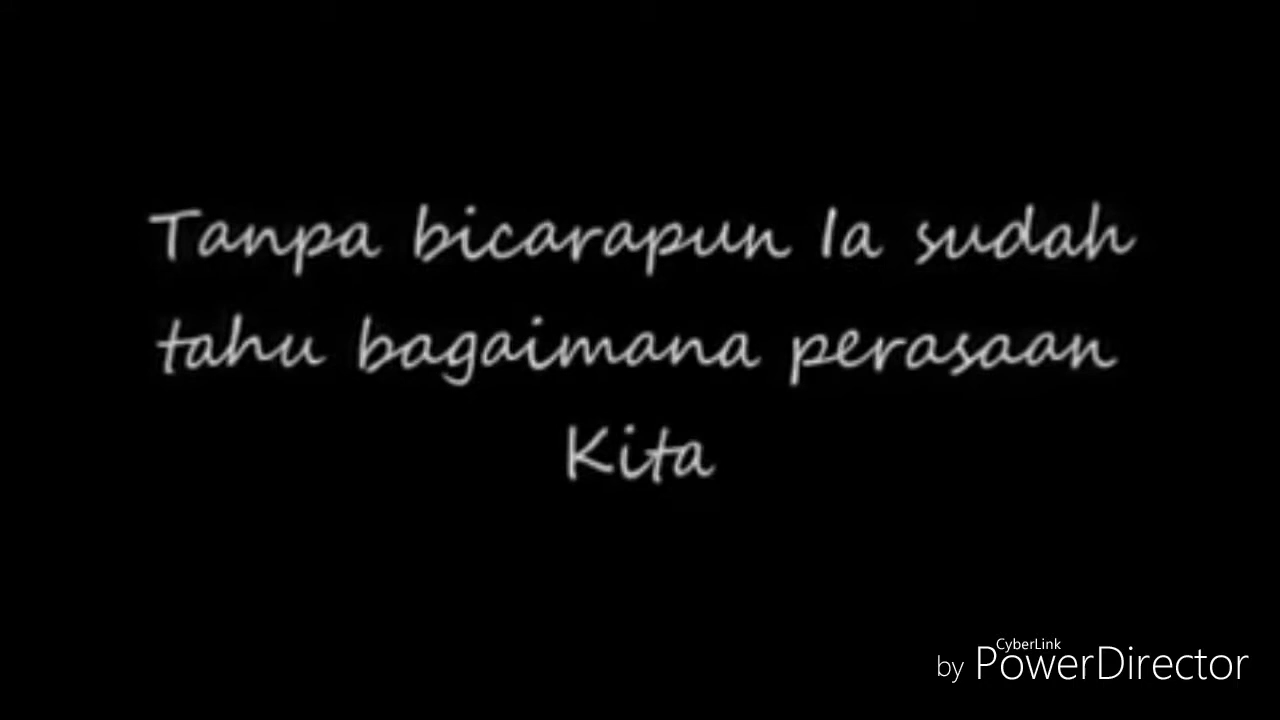 Tanpa bicarapun Ia sudah
tahu bagaimana perasaan
Kita
CyberLink
by PowerDirector